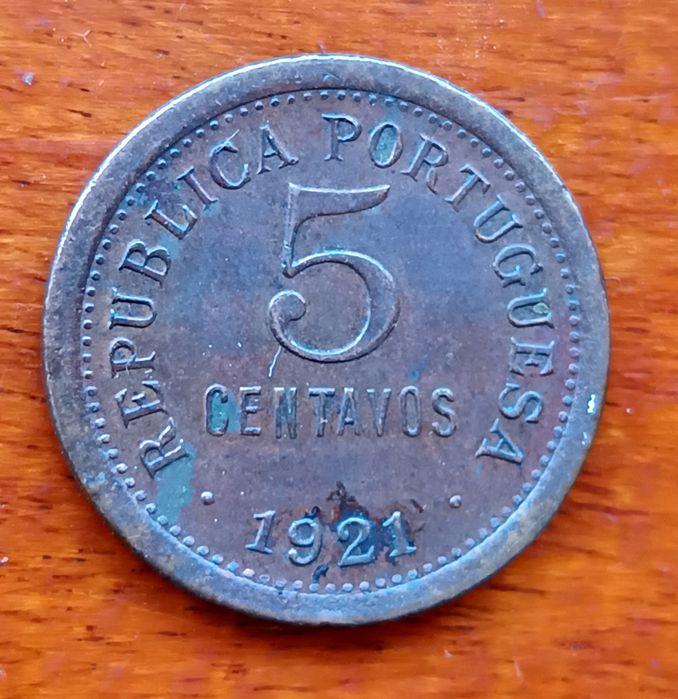 REPUBLICA PORTUGUESA
5
CENTAVOS
1921